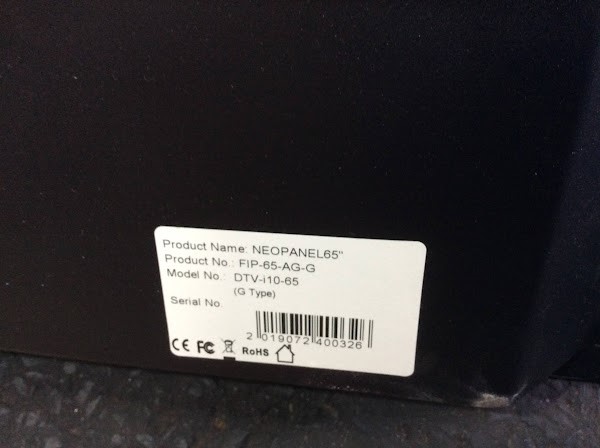 Product Name: NEOPANEL65"
Product No.: FIP-65-AG-G
Model No.: DTV-i10-65
(G Type)
Serial No.
2 019072 400326
CE FC RoHS